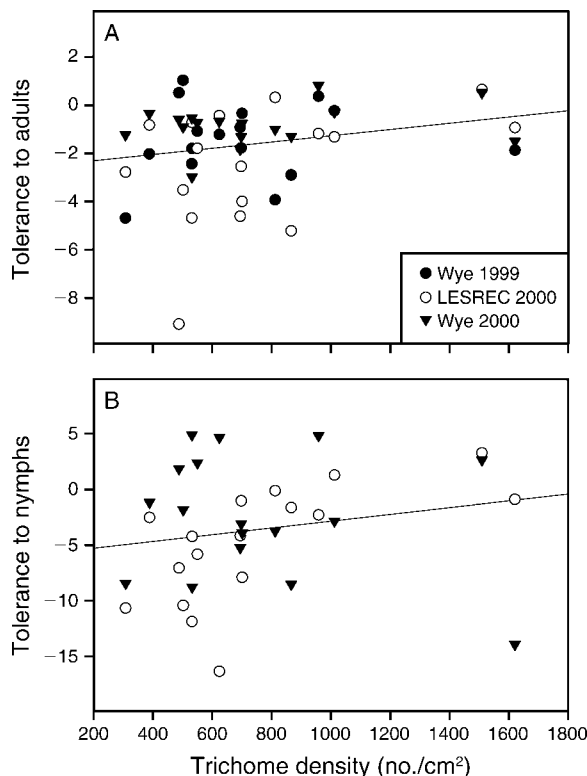 A
Tolerance to adults
2
0
−2
−4
−6
−8
Wye 1999
LESREC 2000
Wye 2000
B
Tolerance to nymphs
5
0
−5
−10
−15
200 400 600 800 1000 1200 1400 1600 1800
Trichome density (no./cm²)